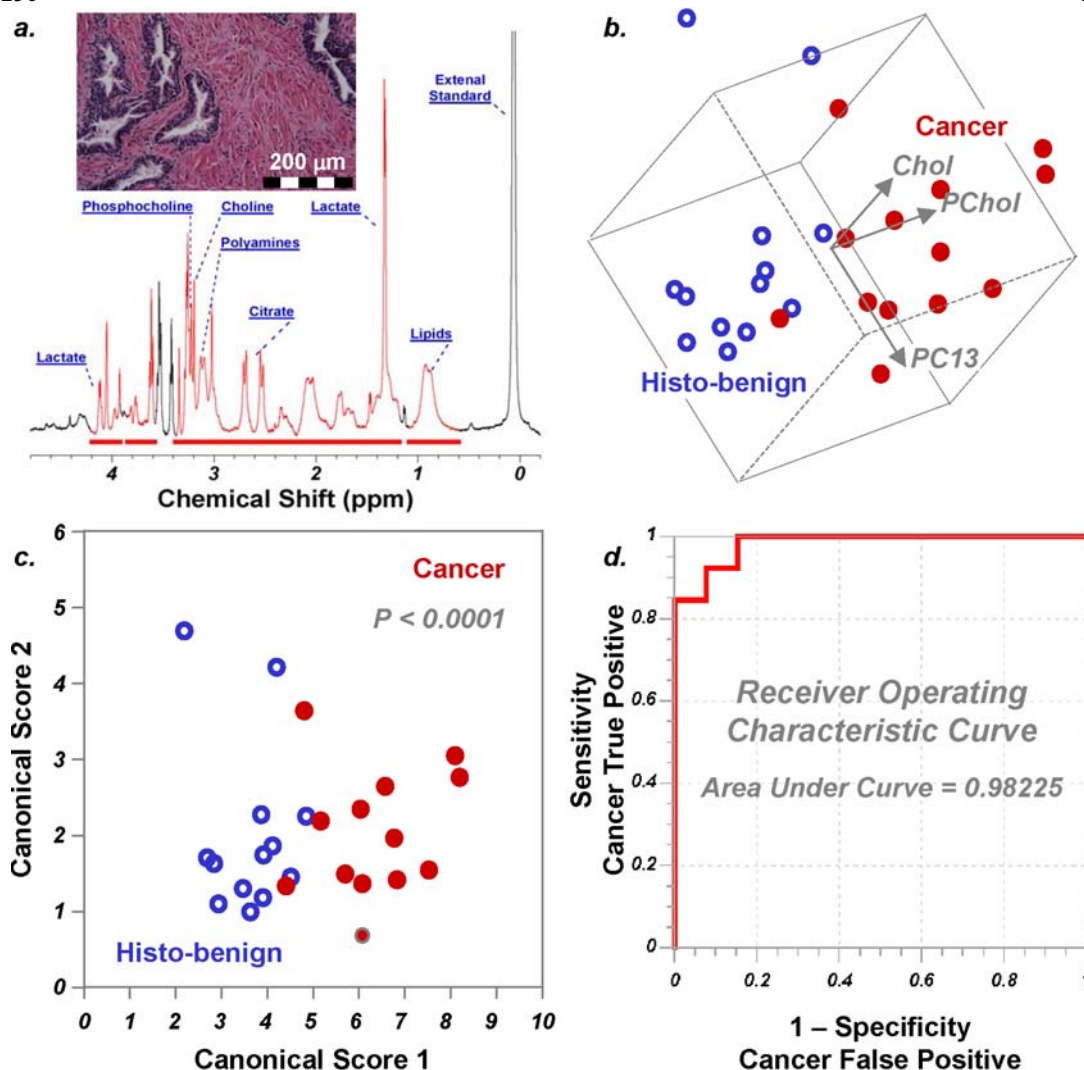 a.
200 µm
Extenal
Standard
Phosphocholine
Choline
Lactate
Polyamines
Citrate
Lactate
Lipids
4
3
2
1
0
Chemical Shift (ppm)
b.
Cancer
Chol
PChol
PC13
Histo-benign
c.
6
5
4
3
2
1
0
Canonical Score 2
Cancer
P < 0.0001
Histo-benign
0
1
2
3
4
5
6
7
8
9
10
Canonical Score 1
d.
1
0.8
0.6
0.4
0.2
0
Sensitivity
Cancer True Positive
Receiver Operating
Characteristic Curve
Area Under Curve = 0.98225
0
0.2
0.4
0.6
0.8
1 – Specificity
Cancer False Positive